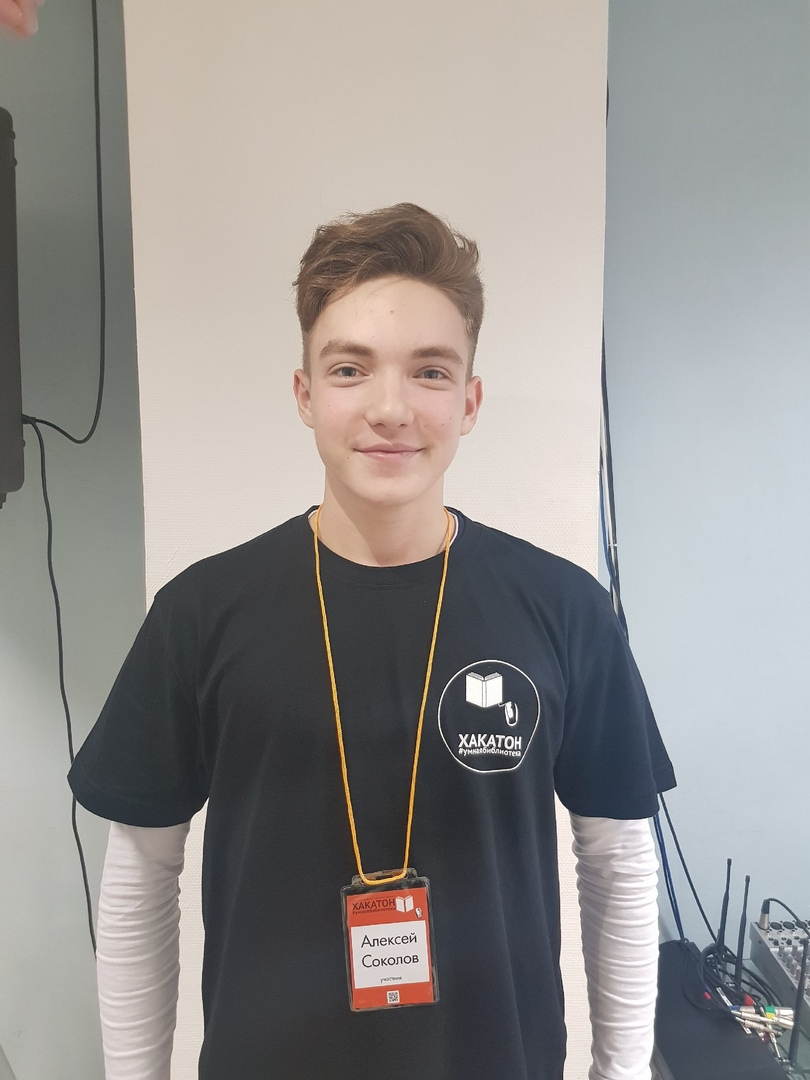 ХАКАТОН
#умнаябиблиотека
ХАКАТОН
#умнаябиблиотека
Алексей
Соколов
участник